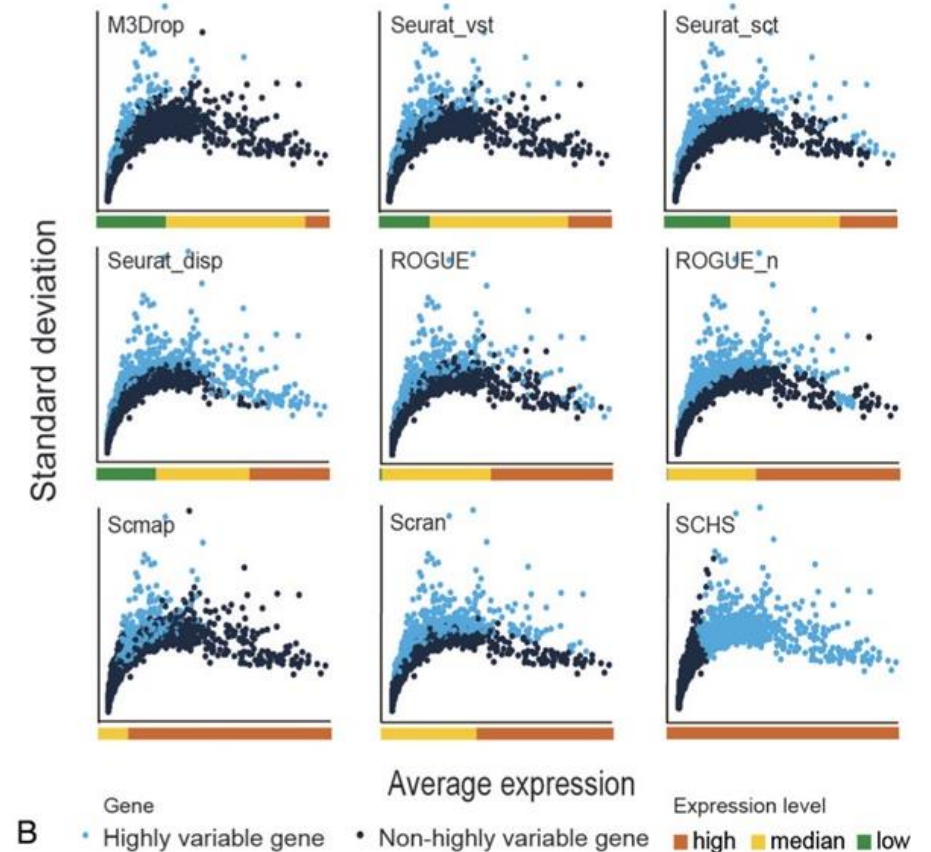 M3Drop
Seurat_vst
Seurat_sct
Standard deviation
Seurat_disp
ROGUE
ROGUE_n
Scmap
Scran
SCHS
Average expression
Gene
Expression level
B
Highly variable gene
Non-highly variable gene
high
median
low